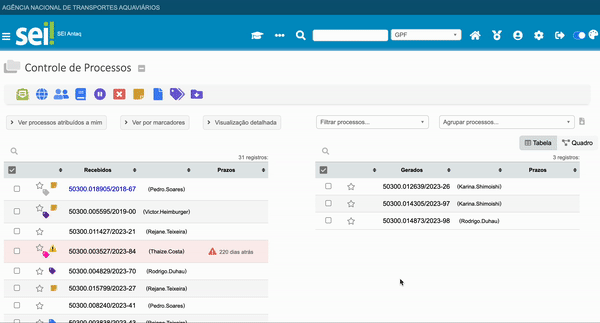 AGÊNCIA NACIONAL DE TRANSPORTES AQUAVIÁRIOS
sei! SEI Antaq
GPF
Controle de Processos
Ver processos atribuídos a mim
Ver por marcadores
Visualização detalhada
Filtrar processos...
Agrupar processos...
Tabela
Quadro
31 registros:
Recebidos
Prazos
50300.018905/2018-67 (Pedro.Soares)
50300.005595/2019-00 (Victor.Heimburger)
50300.011427/2023-21 (Rejane.Teixeira)
50300.003527/2023-84 (Thaize.Costa) 220 dias atrás
50300.004829/2023-70 (Rodrigo.Duhau)
50300.015799/2023-27 (Rejane.Teixeira)
50300.008240/2023-41 (Pedro.Soares)
50300.003838/2023-43 (Rejane.Teixeira)
3 registros:
Gerados
Prazos
50300.012639/2023-26 (Karina.Shimoishi)
50300.014305/2023-97 (Karina.Shimoishi)
50300.014873/2023-98 (Rodrigo.Duhau)